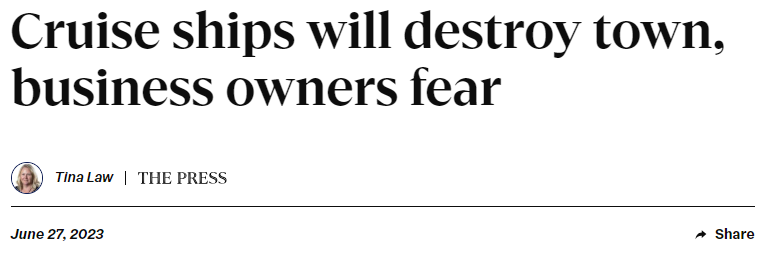 Cruise ships will destroy town,
business owners fear
Tina Law | THE PRESS
June 27, 2023
Share